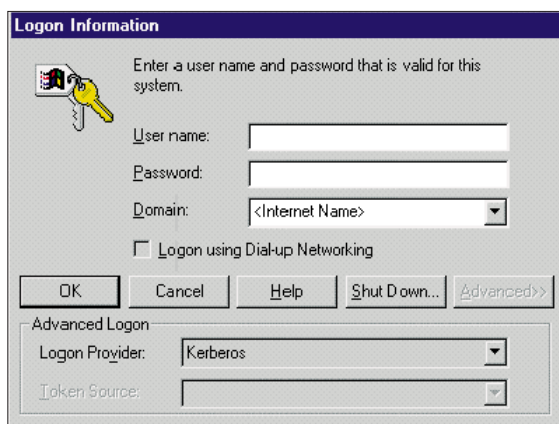 Logon Information
Enter a user name and password that is valid for this
system.
User name:
Password:
Domain:
<Internet Name>
Logon using Dial-up Networking
OK
Cancel
Help
Shut Down...
Advanced>>
Advanced Logon
Logon Provider:
Kerberos
Token Source: